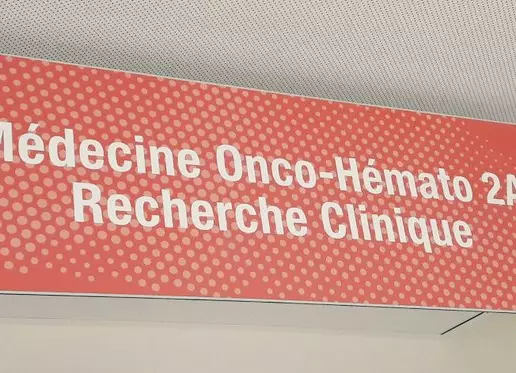 Médecine Onco-Hémato 2A
Recherche Clinique